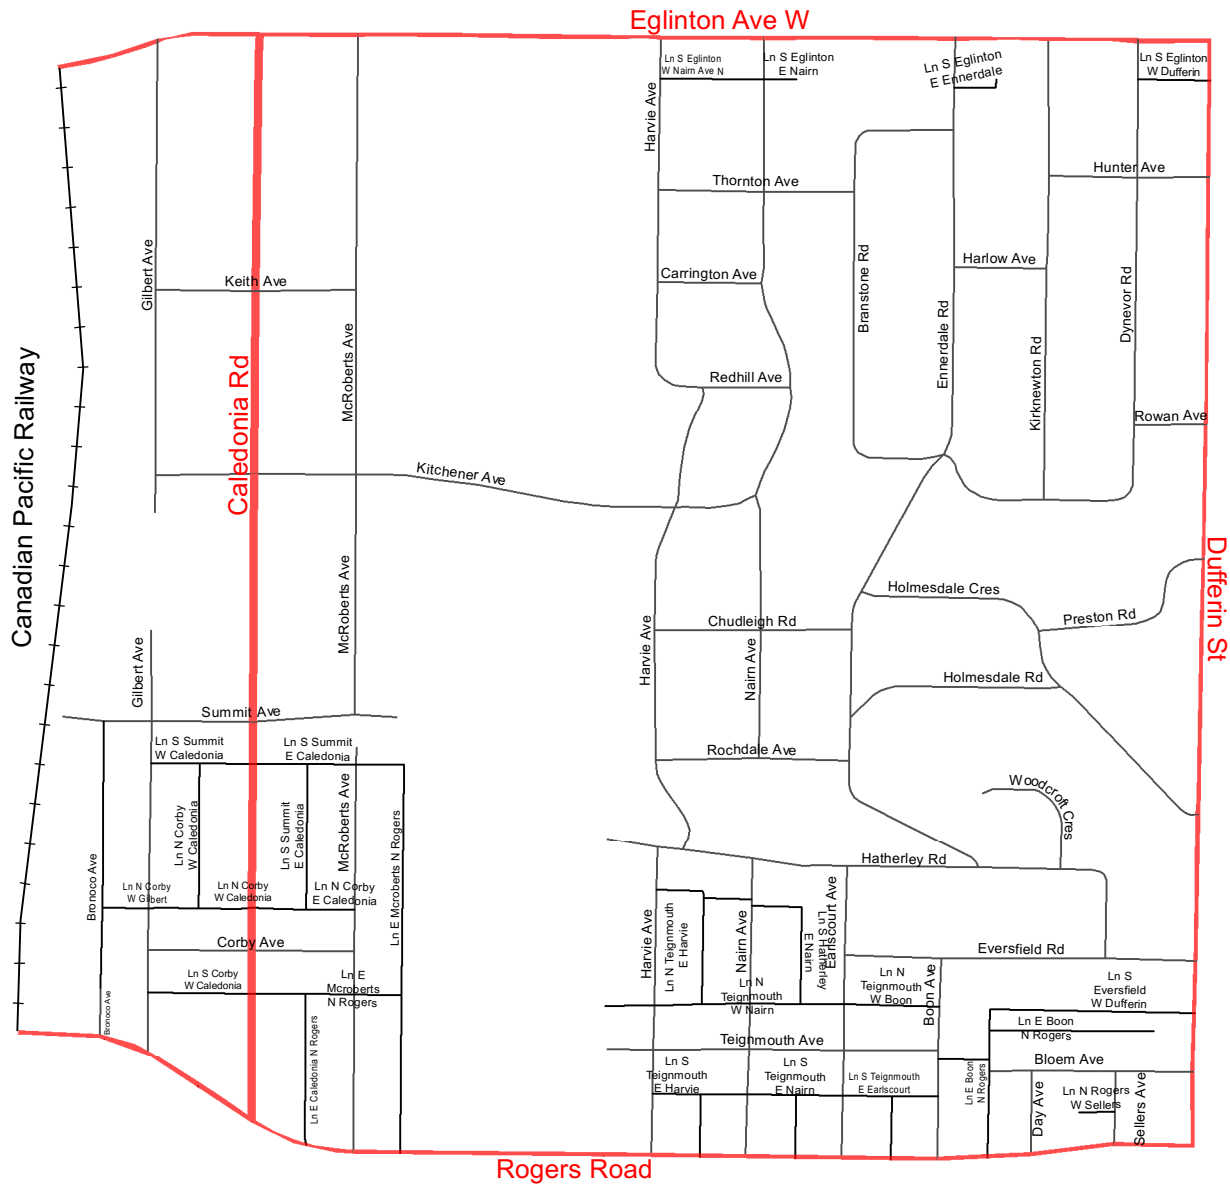 Eglinton Ave W
Ln S Eglinton
W Nairn Ave N
Ln S Eglinton
E Nairn
Ln S Eglinton
E Ennerdale
Ln S Eglinton
W Dufferin
Harvie Ave
Thornton Ave
Hunter Ave
Gilbert Ave
Keith Ave
Carrington Ave
Branstone Rd
Harlow Ave
Dynevor Rd
Ennerdale Rd
Kirknewton Rd
McRoberts Ave
Caledonia Rd
Canadian Pacific Railway
Redhill Ave
Rowan Ave
Kitchener Ave
Dufferin St
McRoberts Ave
Holmesdale Cres
Preston Rd
Chudleigh Rd
Harvie Ave
Nairn Ave
Gilbert Ave
Holmesdale Rd
Summit Ave
Ln S Summit
W Caledonia
Ln S Summit
E Caledonia
Rochdale Ave
Woodcroft Cres
Ln N Corby
W Caledonia
Ln S Summit
E Caledonia
McRoberts Ave
Ln E Mcroberts N Rogers
Hatherley Rd
Bronoco Ave
Ln N Corby
W Gilbert
Ln N Corby
W Caledonia
Ln N Corby
E Caledonia
Harvie Ave
Ln N Teignmouth
E Harvie
Nairn Ave
Ln S Hatherley
E Nairn
Earlscourt Ave
Corby Ave
Eversfield Rd
Ln S Corby
W Caledonia
Ln E
Mcroberts
N Rogers
Ln N
Teignmouth
W Nairn
Ln N
Teignmouth
W Boon
Boon Ave
Ln S
Eversfield
W Dufferin
Bronoco Ave
Ln E Caledonia N Rogers
Ln E Boon
N Rogers
Teignmouth Ave
Bloem Ave
Ln S
Teignmouth
E Harvie
Ln S
Teignmouth
E Nairn
Ln S Teignmouth
E Earlscourt
Ln E Boon
N Rogers
Day Ave
Ln N Rogers
W Sellers
Sellers Ave
Rogers Road